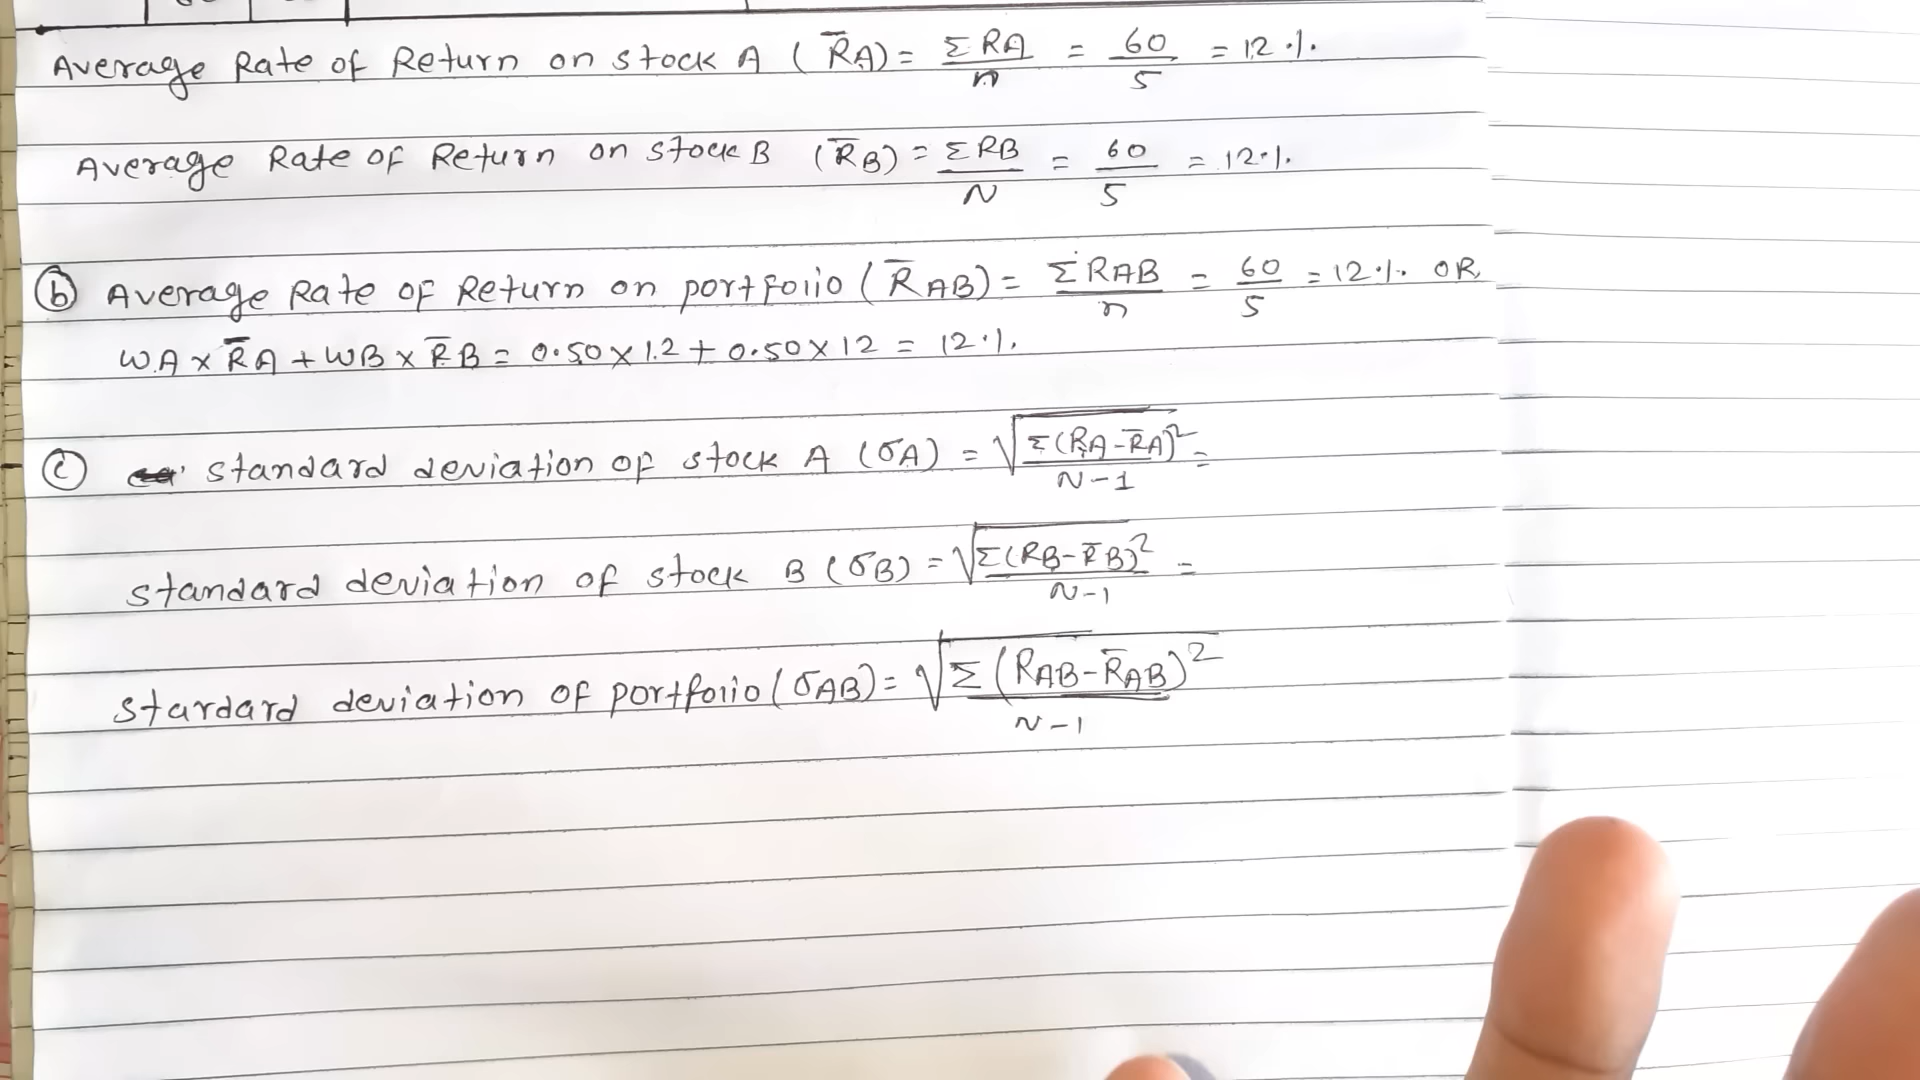 Average Rate of Return on stock A (R̅A) = ΣRA/n = 60/5 = 12%.
Average Rate of Return on stock B (R̅B) = ΣRB/N = 60/5 = 12%.
(b) Average Rate of Return on portfolio (R̅AB) = ΣRAB/n = 60/5 = 12%. OR
WA x R̅A + WB x R̅B = 0.50 x 12 + 0.50 x 12 = 12%.
(c) standard deviation of stock A (σA) = √Σ(RA-R̅A)²/N-1 =
standard deviation of stock B (σB) = √Σ(RB-R̅B)²/N-1 =
stardard deviation of portfolio (σAB) = √Σ(RAB-R̅AB)²/N-1